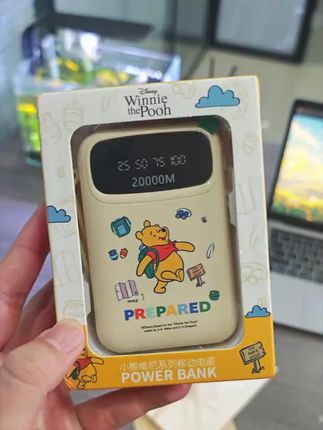 Disney
Winnie
the Pooh
25 50 75 100
20000M
PREPARED
小熊维尼系列移动电源
POWER BANK